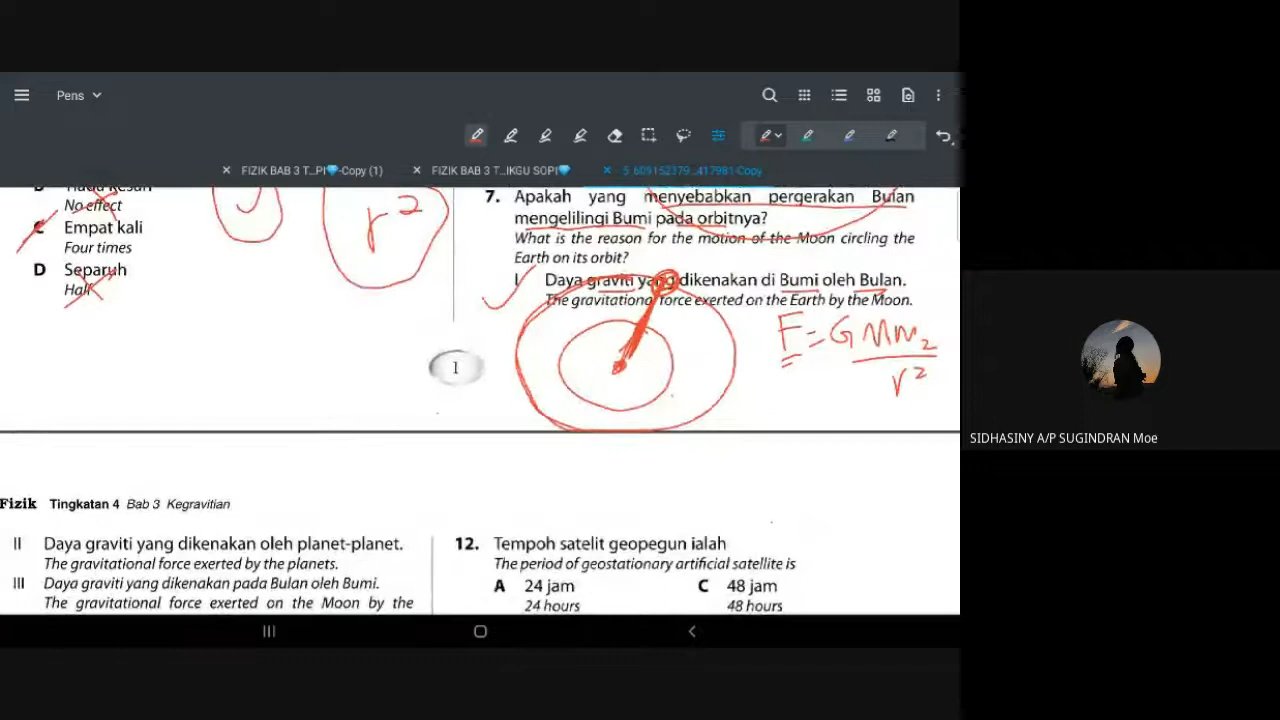 Pens
FIZIK BAB 3 T...PI💎-Copy (1)
FIZIK BAB 3 T...IKGU SOPI💎
5_609152379...417981-Copy
No effect
C Empat kali
Four times
D Separuh
Half
r²
1
7. Apakah yang menyebabkan pergerakan Bulan
mengelilingi Bumi pada orbitnya?
What is the reason for the motion of the Moon circling the
Earth on its orbit?
I Daya graviti yang dikenakan di Bumi oleh Bulan.
The gravitational force exerted on the Earth by the Moon.
F = G M m₂
r²
Fizik Tingkatan 4 Bab 3 Kegravitian
II Daya graviti yang dikenakan oleh planet-planet.
The gravitational force exerted by the planets.
III Daya graviti yang dikenakan pada Bulan oleh Bumi.
The gravitational force exerted on the Moon by the
12. Tempoh satelit geopegun ialah
The period of geostationary artificial satellite is
A 24 jam
24 hours
C 48 jam
48 hours
SIDHASINY A/P SUGINDRAN Moe